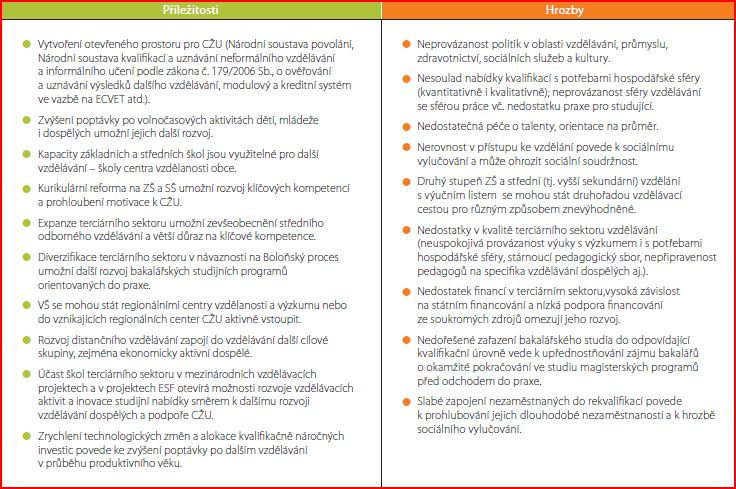 Příležitosti
Vytvoření otevřeného prostoru pro CŽU (Národní soustava povolání,
Národní soustava kvalifikací a uznávání neformálního vzdělávání
a informálního učení podle zákona č. 179/2006 Sb., o ověřování
a uznávání výsledků dalšího vzdělávání, modulový a kreditní systém
ve vazbě na ECVET atd.).
Zvýšení poptávky po volnočasových aktivitách dětí, mládeže
i dospělých umožní jejich další rozvoj.
Kapacity základních a středních škol jsou využitelné pro další
vzdělávání – školy centra vzdělanosti obce.
Kurikulární reforma na ZŠ a SŠ umožní rozvoj klíčových kompetencí
a prohloubení motivace k CŽU.
Expanze terciárního sektoru umožní zevšeobecnění středního
odborného vzdělávání a větší důraz na klíčové kompetence.
Diverzifikace terciárního sektoru v návaznosti na Boloňský proces
umožní další rozvoj bakalářských studijních programů
orientovaných do praxe.
VŠ se mohou stát regionálními centry vzdělanosti a výzkumu nebo
do vznikajících regionálních center CŽU aktivně vstoupit.
Rozvoj distančního vzdělávání zapojí do vzdělávání další cílové
skupiny, zejména ekonomicky aktivní dospělé.
Účast škol terciárního sektoru v mezinárodních vzdělávacích
projektech a v projektech ESF otevírá možnosti rozvoje vzdělávacích
aktivit a inovace studijní nabídky směrem k dalšímu rozvoji
vzdělávání dospělých a podpoře CŽU.
Zrychlení technologických změn a alokace kvalifikačně náročných
investic povede ke zvýšení poptávky po dalším vzdělávání
v průběhu produktivního věku.
Hrozby
Neprovázanost politik v oblasti vzdělávání, průmyslu,
zdravotnictví, sociálních služeb a kultury.
Nesoulad nabídky kvalifikací s potřebami hospodářské sféry
(kvantitativně i kvalitativně); neprovázanost sféry vzdělávání
se sférou práce vč. nedostatku praxe pro studující.
Nedostatečná péče o talenty, orientace na průměr.
Nerovnost v přístupu ke vzdělání povede k sociálnímu
vylučování a může ohrozit sociální soudržnost.
Druhý stupeň ZŠ a střední (tj. vyšší sekundární) vzdělání
s výučním listem se mohou stát druhořadou vzdělávací
cestou pro různým způsobem znevýhodněné.
Nedostatky v kvalitě terciárního sektoru vzdělávání
(neuspokojivá provázanost výuky s výzkumem i s potřebami
hospodářské sféry, stárnoucí pedagogický sbor, nepřipravenost
pedagogů na specifika vzdělávání dospělých aj.).
Nedostatek financí v terciárním sektoru,vysoká závislost
na státním financování a nízká podpora financování
ze soukromých zdrojů omezují jeho rozvoj.
Nedořešené zařazení bakalářského studia do odpovídající
kvalifikační úrovně vede k upřednostňování zájmu bakalářů
o okamžité pokračování ve studiu magisterských programů
před odchodem do praxe.
Slabé zapojení nezaměstnaných do rekvalifikací povede
k prohlubování jejich dlouhodobé nezaměstnanosti a k hrozbě
sociálního vylučování.